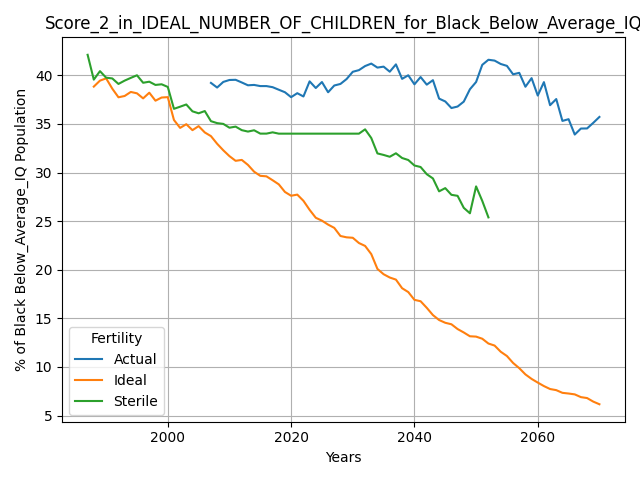 Score_2_in_IDEAL_NUMBER_OF_CHILDREN_for_Black_Below_Average_IQ
% of Black Below_Average_IQ Population
40
35
30
25
20
15
10
5
Fertility
Actual
Ideal
Sterile
2000 2020 2040 2060
Years